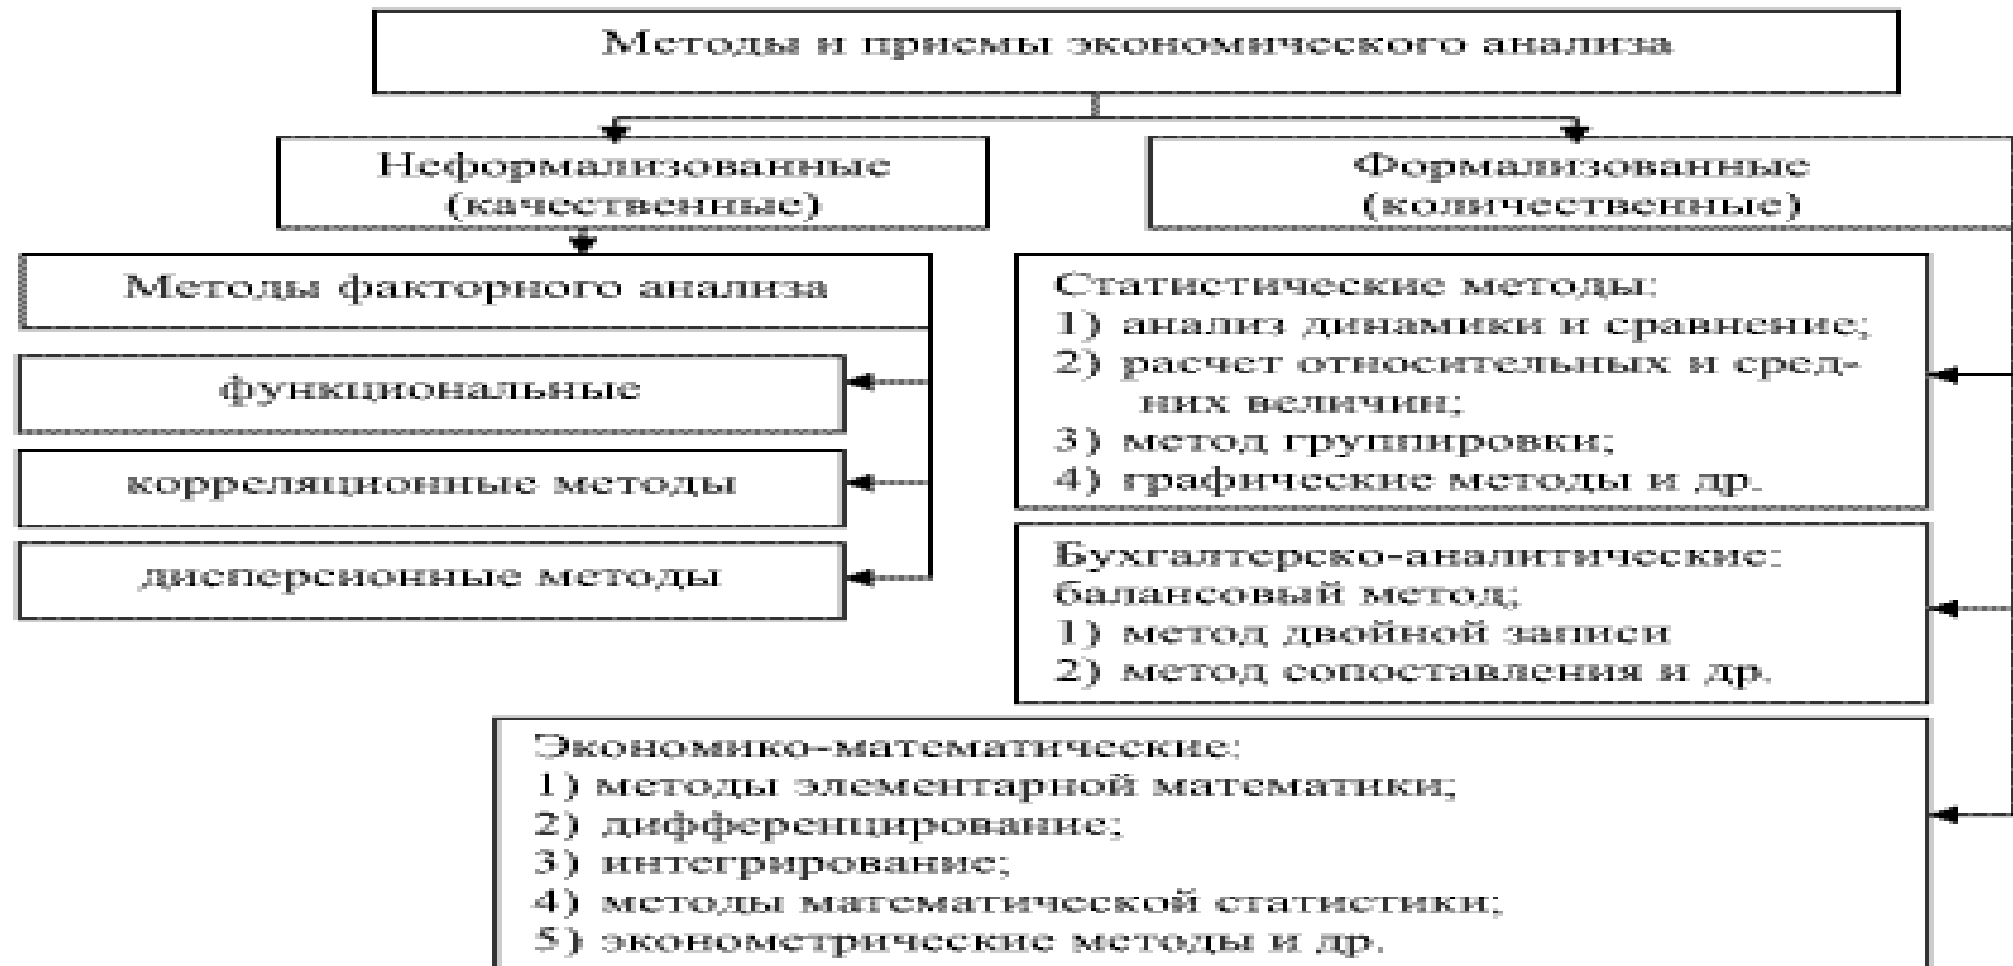 Методы и приемы экономического анализа
Неформализованные
(качественные)
Формализованные
(количественные)
Методы факторного анализа
функциональные
корреляционные методы
дисперсионные методы
Статистические методы:
1) анализ динамики и сравнение;
2) расчет относительных и сред-
них величин;
3) метод группировки;
4) графические методы и др.
Бухгалтерско-аналитические:
балансовый метод;
1) метод двойной записи
2) метод сопоставления и др.
Экономико-математические:
1) методы элементарной математики;
2) дифференцирование;
3) интегрирование;
4) методы математической статистики;
5) эконометрические методы и др.